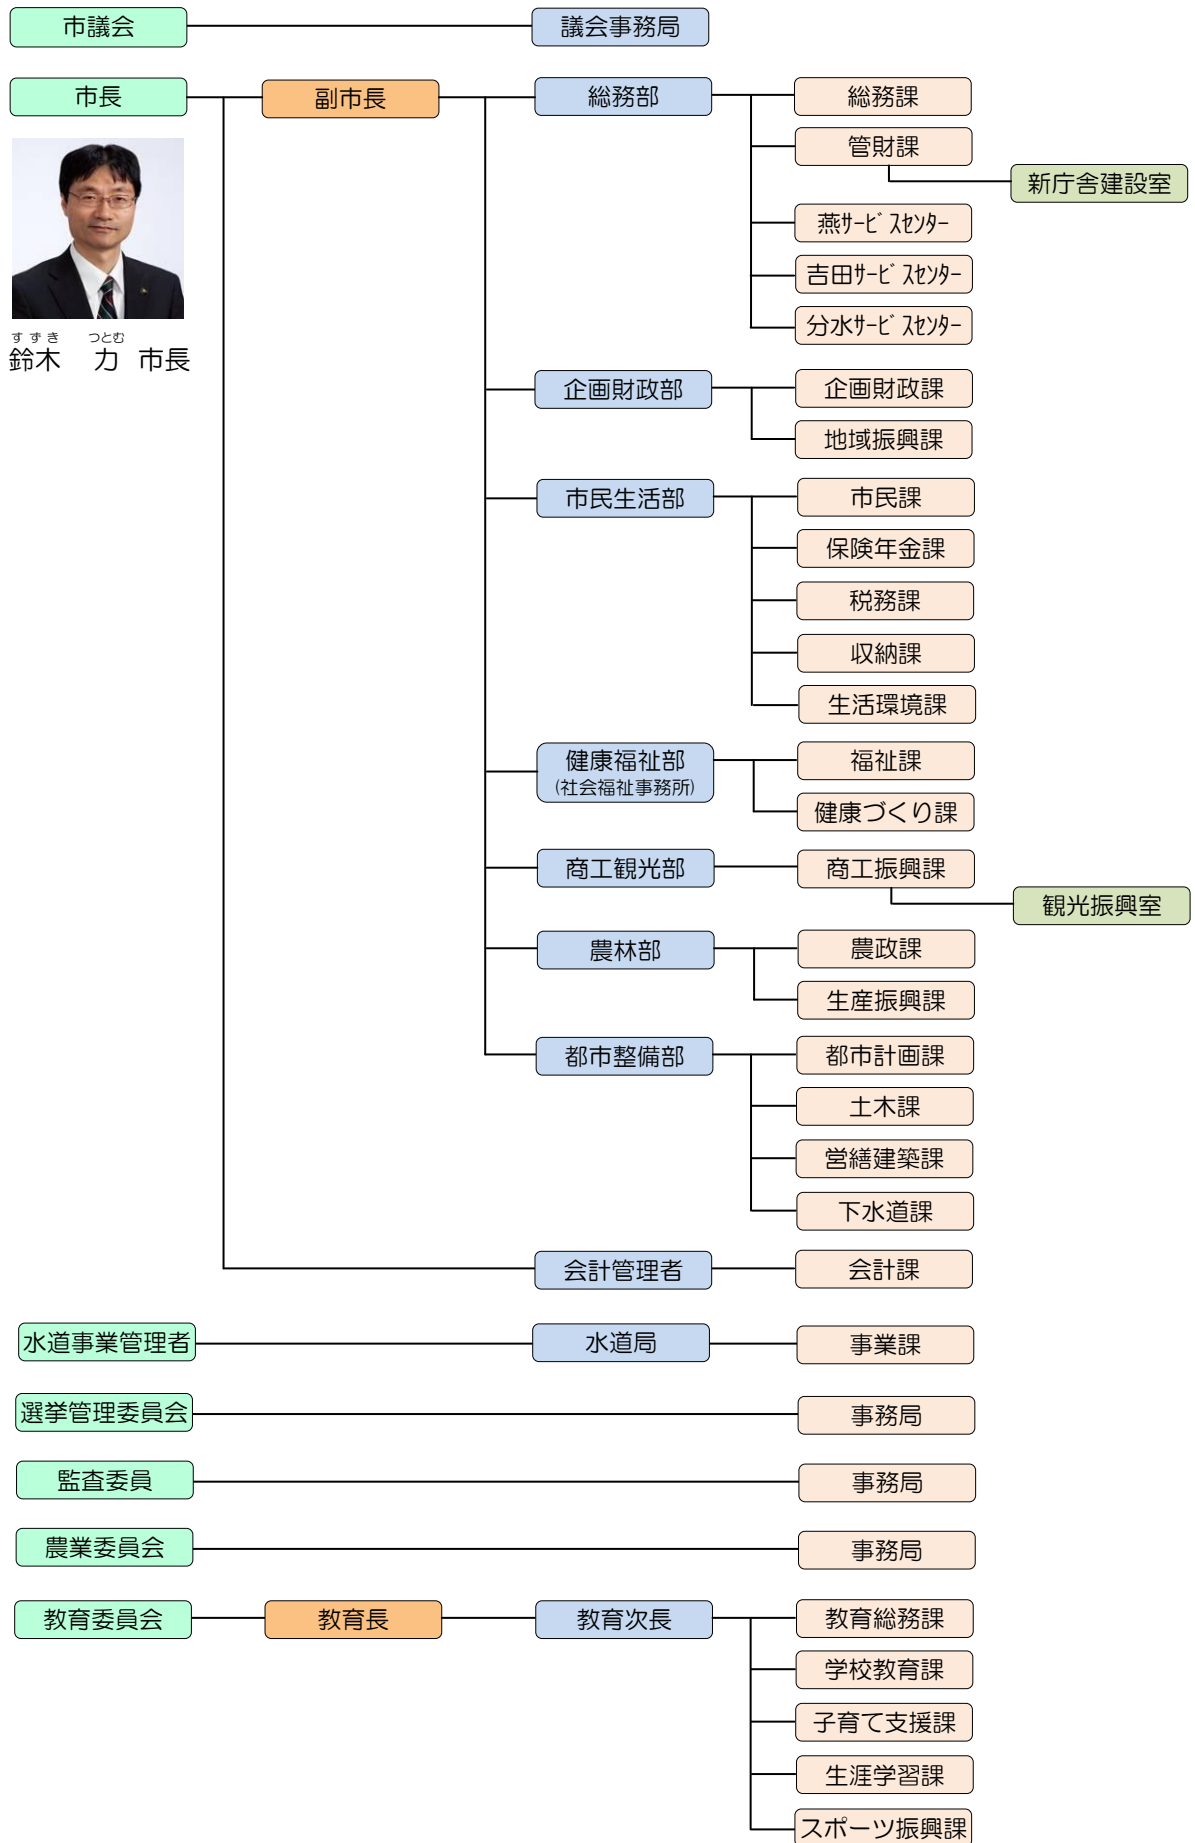 市議会 議会事務局
市長 副市長 総務部 総務課
管財課
新庁舎建設室
燕ｻｰﾋﾞｽｾﾝﾀｰ
吉田ｻｰﾋﾞｽｾﾝﾀｰ
分水ｻｰﾋﾞｽｾﾝﾀｰ
すずき つとむ
鈴木 力 市長
企画財政部 企画財政課
地域振興課
市民生活部 市民課
保険年金課
税務課
収納課
生活環境課
健康福祉部 福祉課
(社会福祉事務所)
健康づくり課
商工観光部 商工振興課
観光振興室
農林部 農政課
生産振興課
都市整備部 都市計画課
土木課
営繕建築課
下水道課
会計管理者 会計課
水道事業管理者 水道局 事業課
選挙管理委員会 事務局
監査委員 事務局
農業委員会 事務局
教育委員会 教育長 教育次長 教育総務課
学校教育課
子育て支援課
生涯学習課
スポーツ振興課